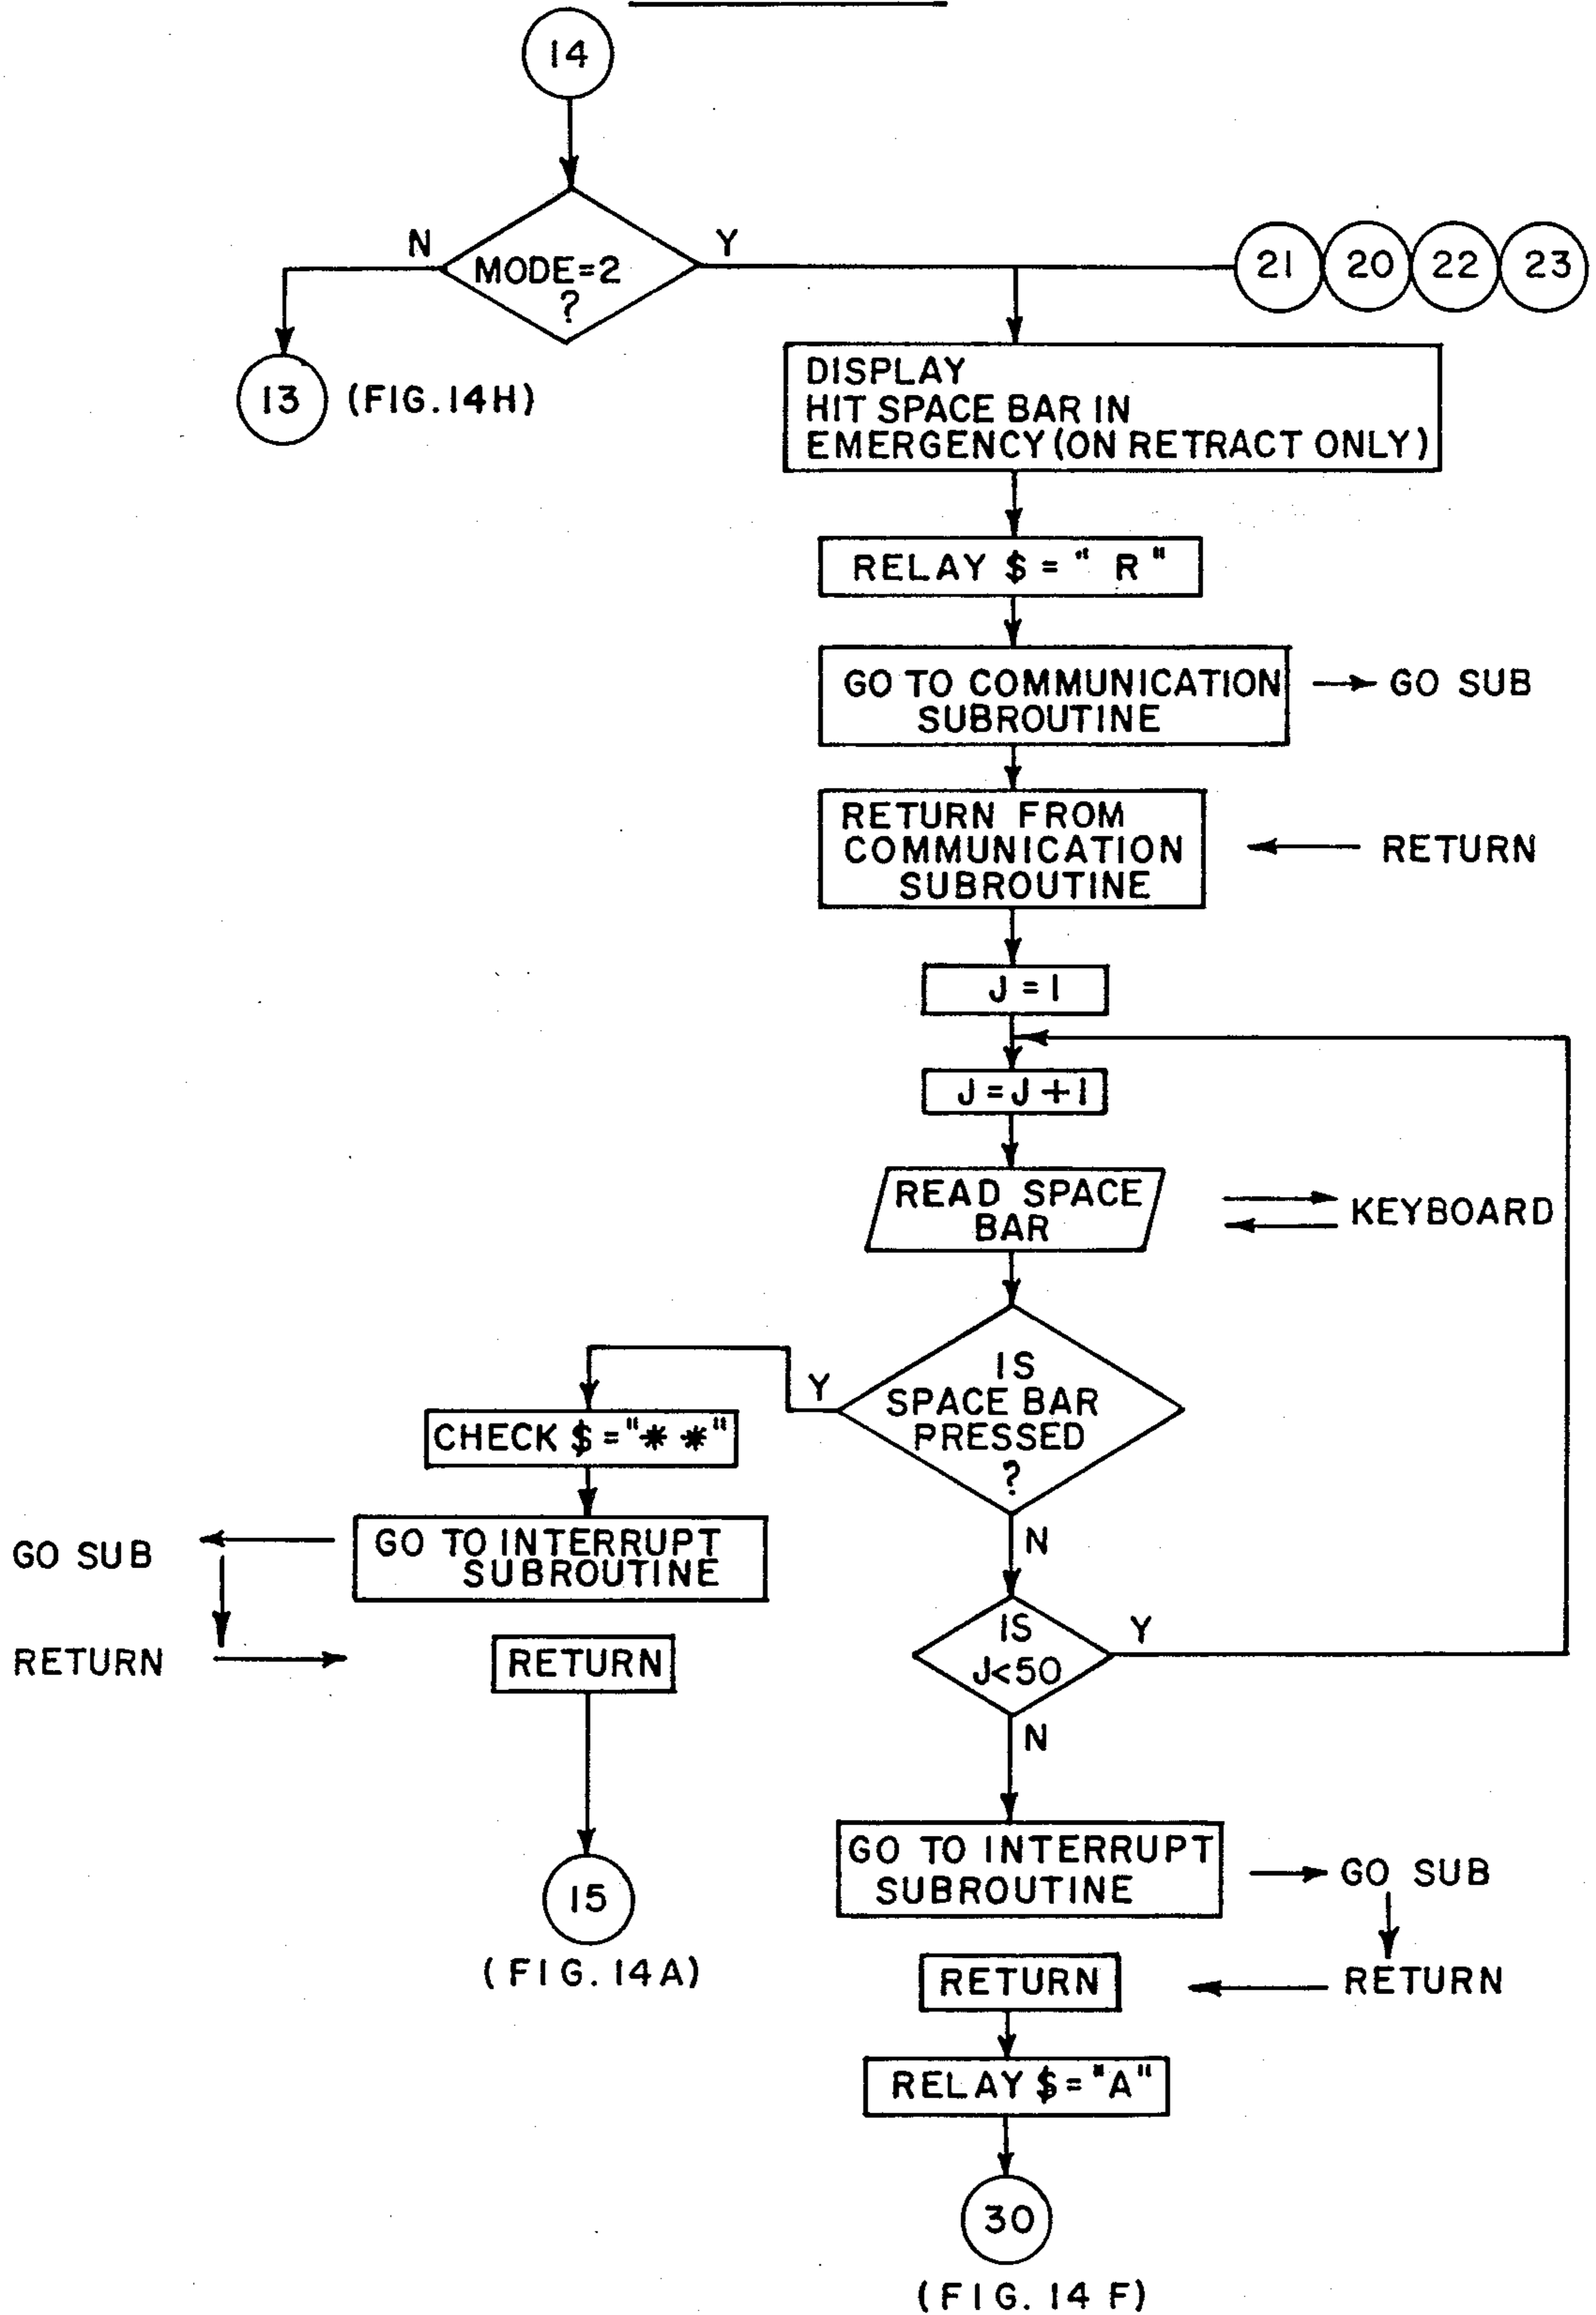 14
N
MODE=2
?
Y
21 20 22 23
13 (FIG.14H)
DISPLAY
HIT SPACE BAR IN
EMERGENCY(ON RETRACT ONLY)
RELAY $ = " R "
GO TO COMMUNICATION
SUBROUTINE
GO SUB
RETURN FROM
COMMUNICATION
SUBROUTINE
RETURN
J = 1
J = J + 1
READ SPACE
BAR
KEYBOARD
IS
SPACE BAR
PRESSED
?
Y
N
CHECK $ = "* *"
GO TO INTERRUPT
SUBROUTINE
GO SUB
RETURN
RETURN
15
(FIG. 14A)
IS
J<50
Y
N
GO TO INTERRUPT
SUBROUTINE
GO SUB
RETURN
RETURN
RELAY $ = "A"
30
(FIG. 14 F)